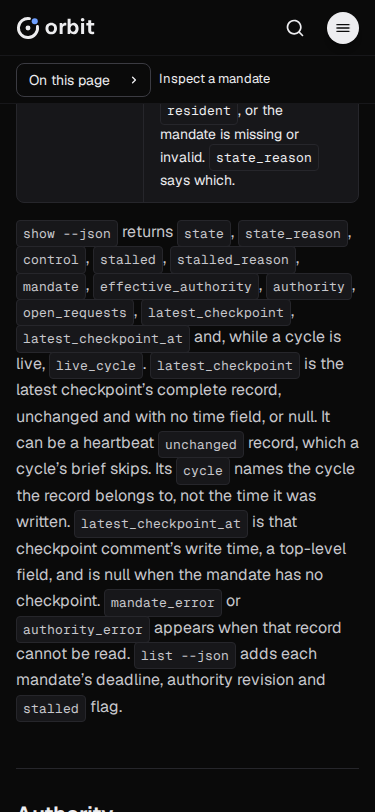 orbit
On this page
Inspect a mandate
resident, or the
mandate is missing or
invalid. state_reason
says which.
show --json returns state, state_reason,
control, stalled, stalled_reason,
mandate, effective_authority, authority,
open_requests, latest_checkpoint,
latest_checkpoint_at and, while a cycle is
live, live_cycle. latest_checkpoint is the
latest checkpoint’s complete record,
unchanged and with no time field, or null. It
can be a heartbeat unchanged record, which a
cycle’s brief skips. Its cycle names the cycle
the record belongs to, not the time it was
written. latest_checkpoint_at is that
checkpoint comment’s write time, a top-level
field, and is null when the mandate has no
checkpoint. mandate_error or
authority_error appears when that record
cannot be read. list --json adds each
mandate’s deadline, authority revision and
stalled flag.
Authority